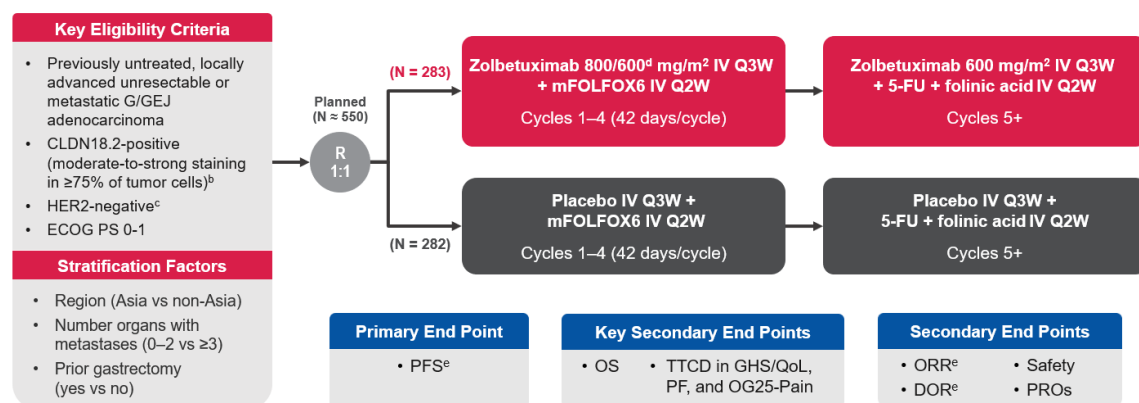 Key Eligibility Criteria
• Previously untreated, locally
advanced unresectable or
metastatic G/GEJ
adenocarcinoma
• CLDN18.2-positive
(moderate-to-strong staining
in ≥75% of tumor cells)ᵇ
• HER2-negativeᶜ
• ECOG PS 0-1
Stratification Factors
• Region (Asia vs non-Asia)
• Number organs with
metastases (0–2 vs ≥3)
• Prior gastrectomy
(yes vs no)
Planned
(N ≈ 550)
R
1:1
(N = 283)
Zolbetuximab 800/600ᵈ mg/m² IV Q3W
+ mFOLFOX6 IV Q2W
Cycles 1–4 (42 days/cycle)
Zolbetuximab 600 mg/m² IV Q3W
+ 5-FU + folinic acid IV Q2W
Cycles 5+
(N = 282)
Placebo IV Q3W +
mFOLFOX6 IV Q2W
Cycles 1–4 (42 days/cycle)
Placebo IV Q3W +
5-FU + folinic acid IV Q2W
Cycles 5+
Primary End Point
• PFSᵉ
Key Secondary End Points
• OS
• TTCD in GHS/QoL,
PF, and OG25-Pain
Secondary End Points
• ORRᵉ
• DORᵉ
• Safety
• PROs